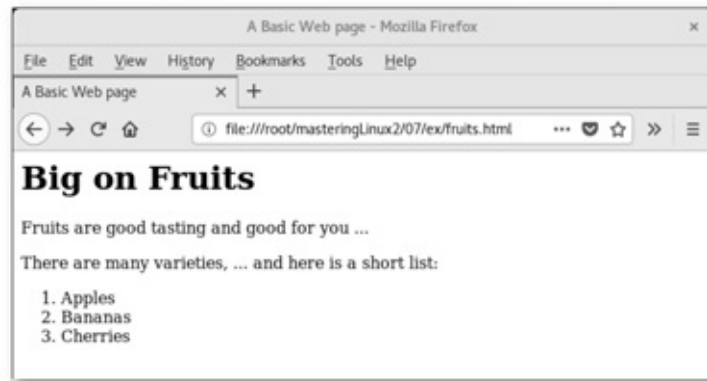 A Basic Web page - Mozilla Firefox ×
File Edit View History Bookmarks Tools Help
A Basic Web page × +
file:///root/masteringLinux2/07/ex/fruits.html ··· »
Big on Fruits
Fruits are good tasting and good for you ...
There are many varieties, ... and here is a short list:
1. Apples
2. Bananas
3. Cherries